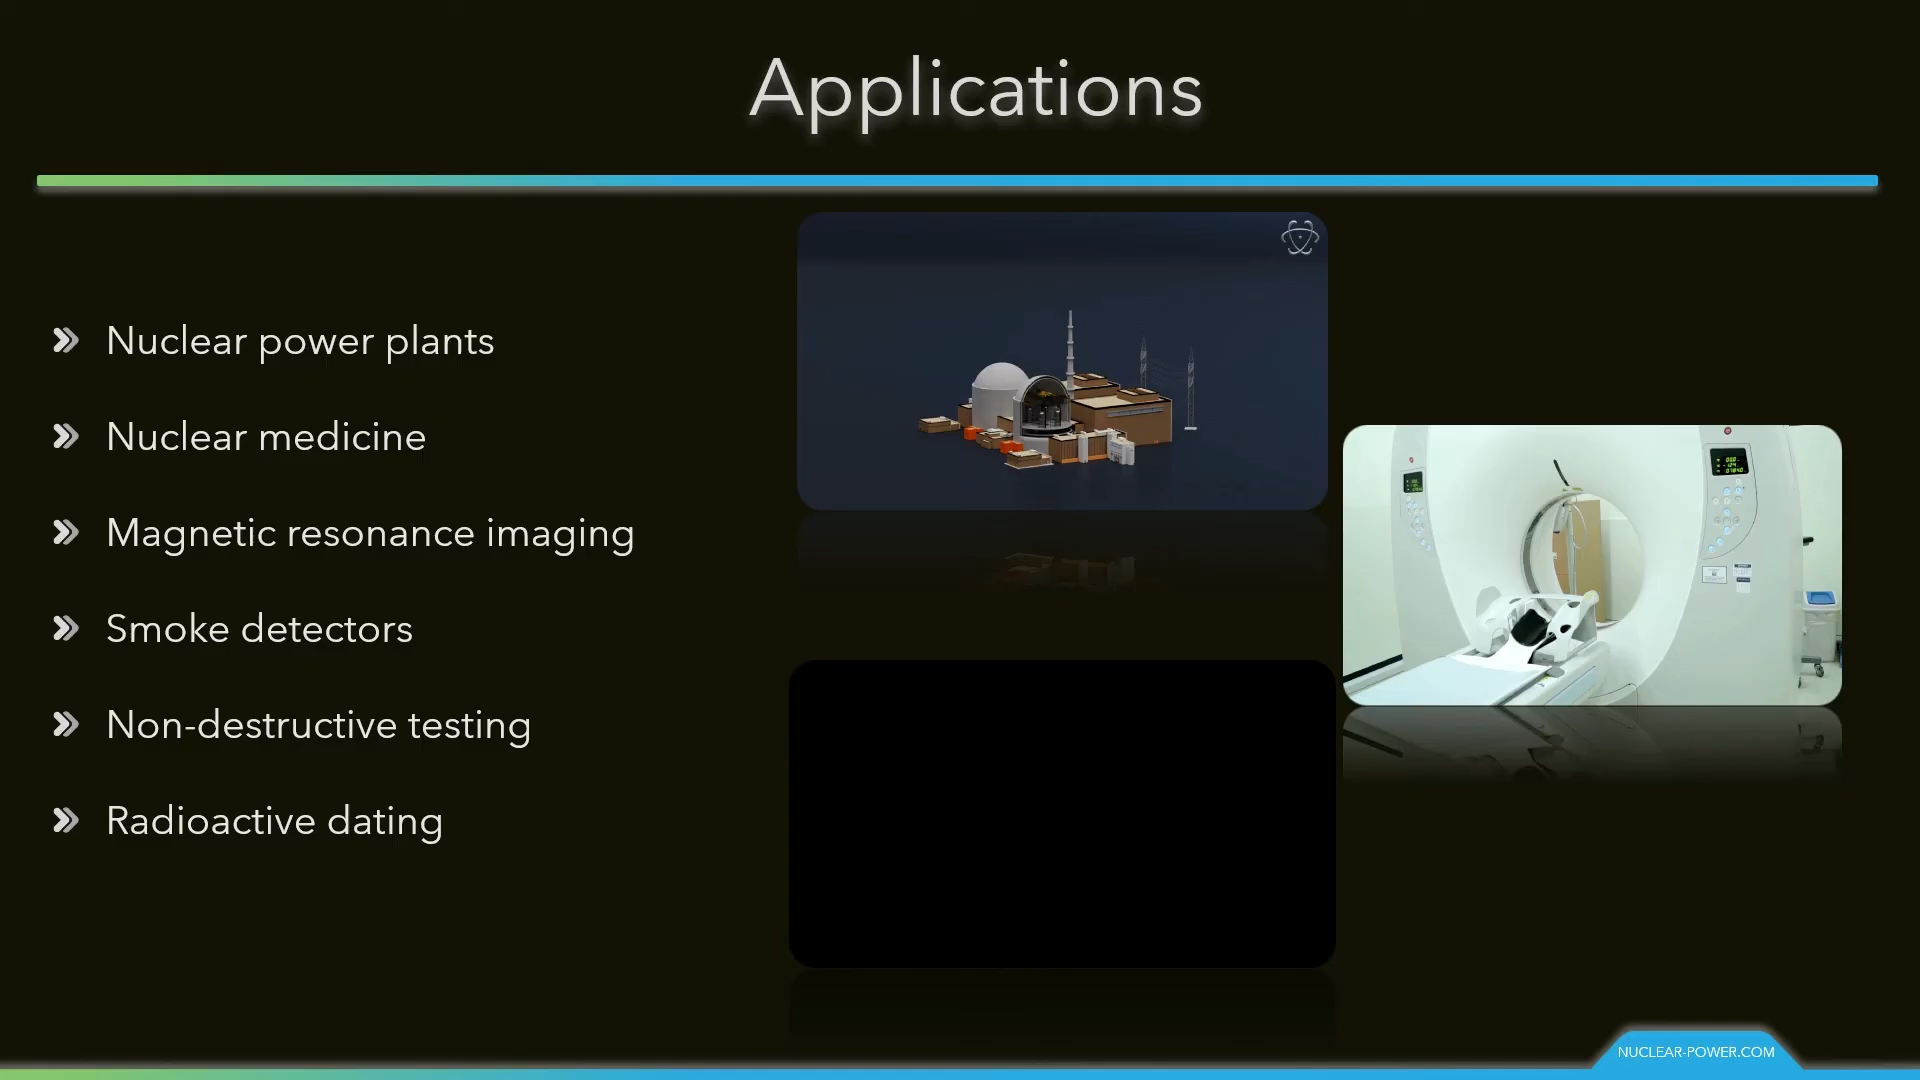 Applications
Nuclear power plants
Nuclear medicine
Magnetic resonance imaging
Smoke detectors
Non-destructive testing
Radioactive dating
NUCLEAR-POWER.COM